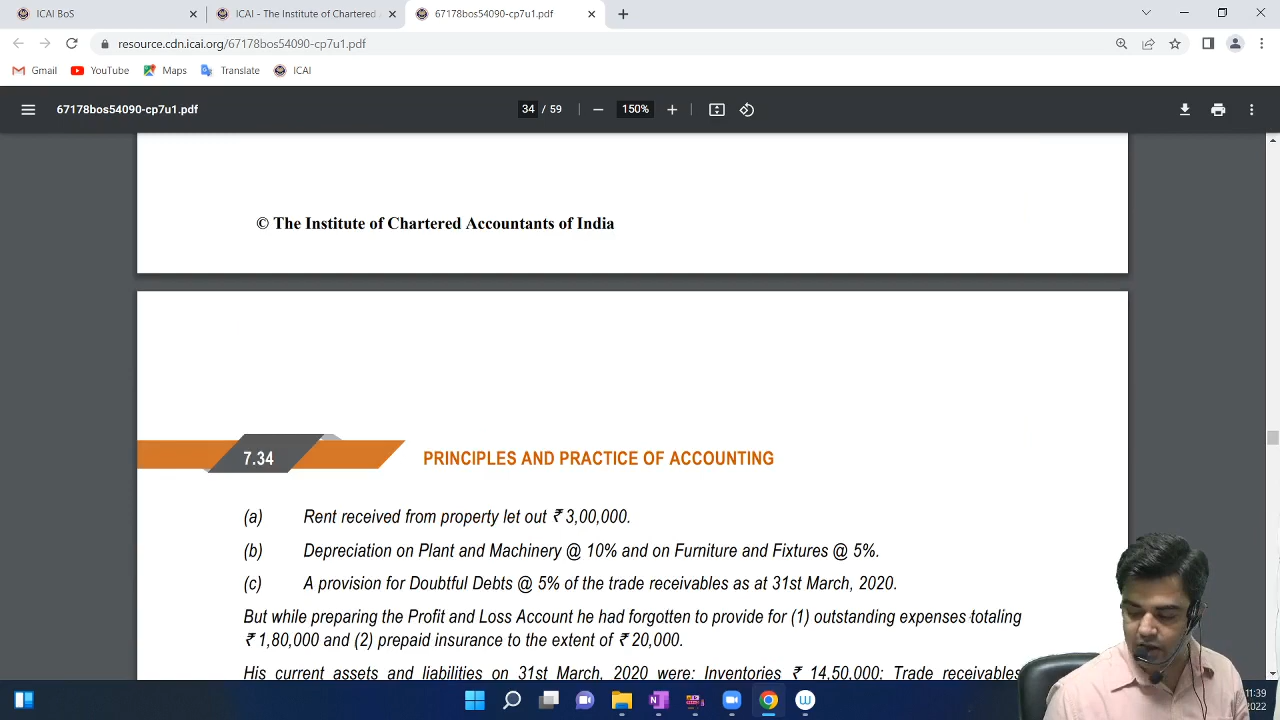 ICAI BoS
ICAI - The Institute of Chartered
67178bos54090-cp7u1.pdf
resource.cdn.icai.org/67178bos54090-cp7u1.pdf
Gmail
YouTube
Maps
Translate
ICAI
67178bos54090-cp7u1.pdf
34 / 59
150%
© The Institute of Chartered Accountants of India
7.34
PRINCIPLES AND PRACTICE OF ACCOUNTING
(a) Rent received from property let out ₹ 3,00,000.
(b) Depreciation on Plant and Machinery @ 10% and on Furniture and Fixtures @ 5%.
(c) A provision for Doubtful Debts @ 5% of the trade receivables as at 31st March, 2020.
But while preparing the Profit and Loss Account he had forgotten to provide for (1) outstanding expenses totaling
₹ 1,80,000 and (2) prepaid insurance to the extent of ₹ 20,000.
His current assets and liabilities on 31st March, 2020 were: Inventories ₹ 14,50,000; Trade receivables
11:39
2022